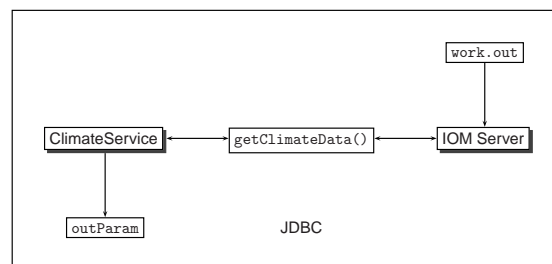 work.out
ClimateService
getClimateData()
IOM Server
outParam
JDBC